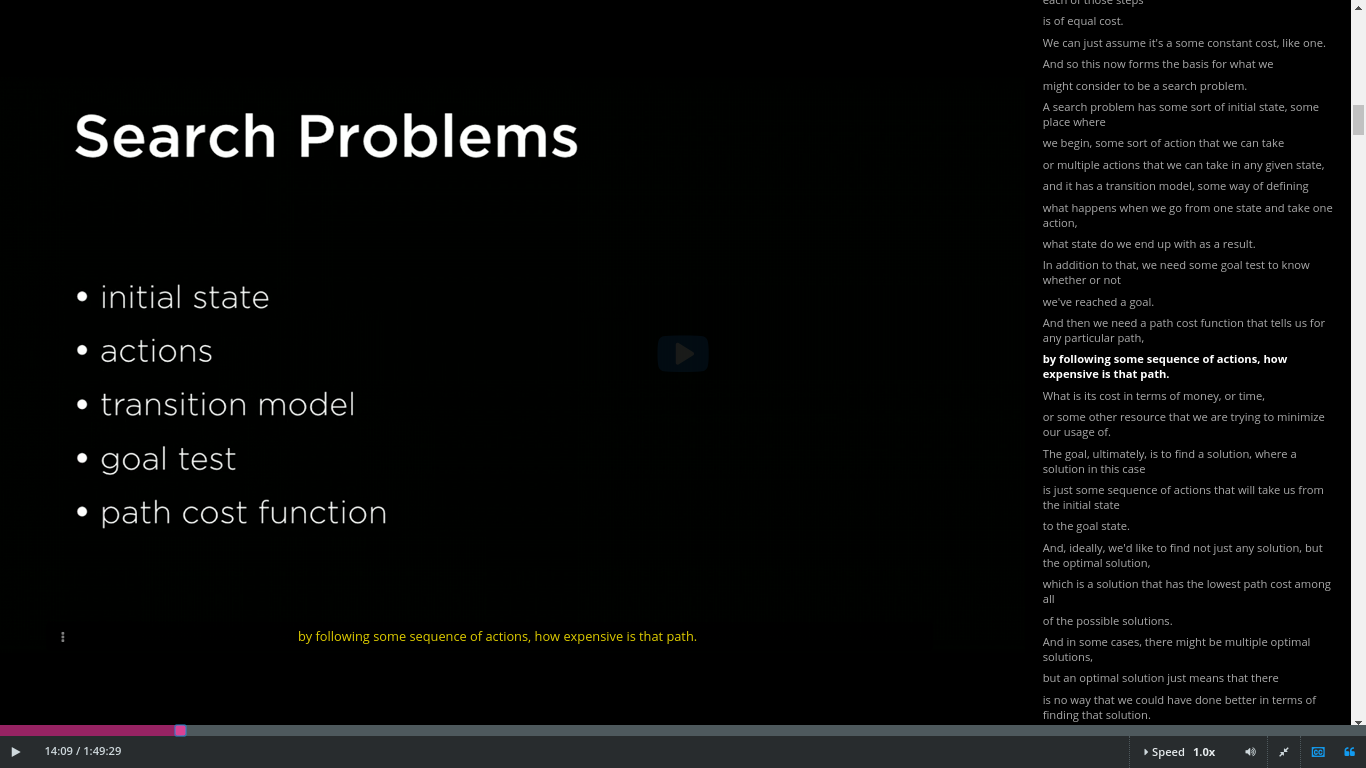 Search Problems
• initial state
• actions
• transition model
• goal test
• path cost function
by following some sequence of actions, how expensive is that path.
14:09 / 1:49:29
Speed 1.0x
CC
is of equal cost.
We can just assume it's a some constant cost, like one.
And so this now forms the basis for what we
might consider to be a search problem.
A search problem has some sort of initial state, some
place where
we begin, some sort of action that we can take
or multiple actions that we can take in any given state,
and it has a transition model, some way of defining
what happens when we go from one state and take one
action,
what state do we end up with as a result.
In addition to that, we need some goal test to know
whether or not
we've reached a goal.
And then we need a path cost function that tells us for
any particular path,
by following some sequence of actions, how
expensive is that path.
What is its cost in terms of money, or time,
or some other resource that we are trying to minimize
our usage of.
The goal, ultimately, is to find a solution, where a
solution in this case
is just some sequence of actions that will take us from
the initial state
to the goal state.
And, ideally, we'd like to find not just any solution, but
the optimal solution,
which is a solution that has the lowest path cost among
all
of the possible solutions.
And in some cases, there might be multiple optimal
solutions,
but an optimal solution just means that there
is no way that we could have done better in terms of
finding that solution.